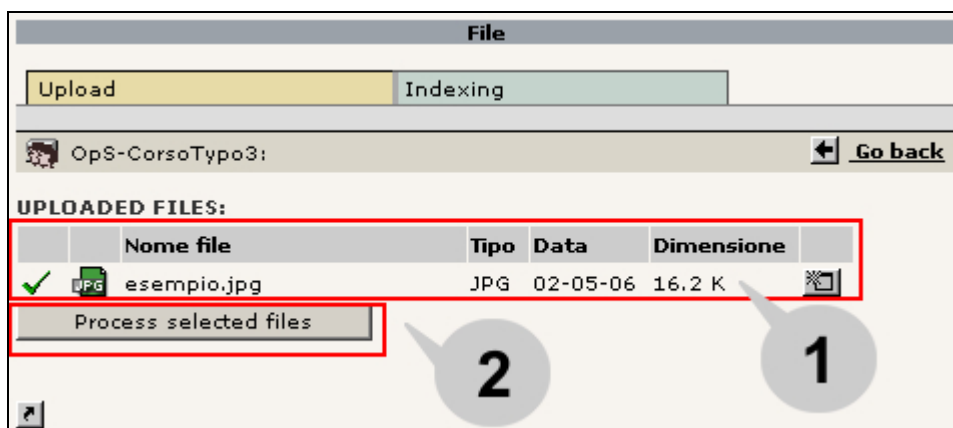 File
Upload Indexing
OpS-CorsoTypo3: Go back
UPLOADED FILES:
Nome file Tipo Data Dimensione
JPG esempio.jpg JPG 02-05-06 16.2 K
Process selected files
2 1